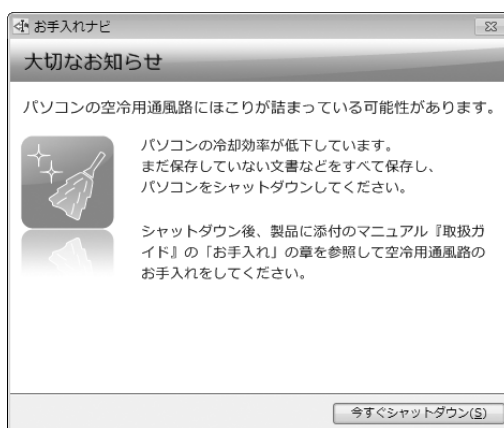 お手入れナビ
大切なお知らせ
パソコンの空冷用通風路にほこりが詰まっている可能性があります。
パソコンの冷却効率が低下しています。
まだ保存していない文書などをすべて保存し、
パソコンをシャットダウンしてください。
シャットダウン後、製品に添付のマニュアル『取扱ガ
イド』の「お手入れ」の章を参照して空冷用通風路の
お手入れをしてください。
今すぐシャットダウン(S)